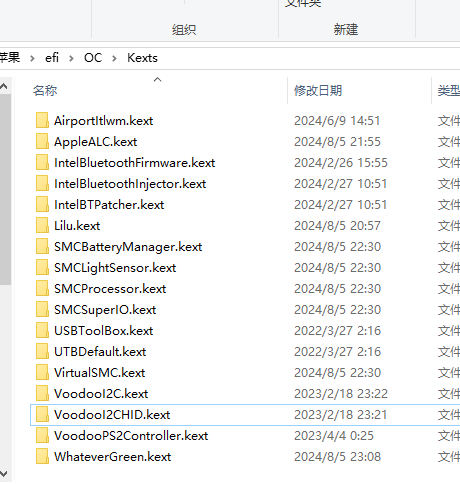 文件夹
组织
新建
苹果 › efi › OC › Kexts
名称 修改日期 类型
AirportItlwm.kext 2024/6/9 14:51 文件
AppleALC.kext 2024/8/5 21:55 文件
IntelBluetoothFirmware.kext 2024/2/26 15:55 文件
IntelBluetoothInjector.kext 2024/2/27 10:51 文件
IntelBTPatcher.kext 2024/2/27 10:51 文件
Lilu.kext 2024/8/5 20:57 文件
SMCBatteryManager.kext 2024/8/5 22:30 文件
SMCLightSensor.kext 2024/8/5 22:30 文件
SMCProcessor.kext 2024/8/5 22:30 文件
SMCSuperIO.kext 2024/8/5 22:30 文件
USBToolBox.kext 2022/3/27 2:16 文件
UTBDefault.kext 2022/3/27 2:16 文件
VirtualSMC.kext 2024/8/5 22:30 文件
VoodooI2C.kext 2023/2/18 23:22 文件
VoodooI2CHID.kext 2023/2/18 23:21 文件
VoodooPS2Controller.kext 2023/4/4 0:25 文件
WhateverGreen.kext 2024/8/5 23:08 文件